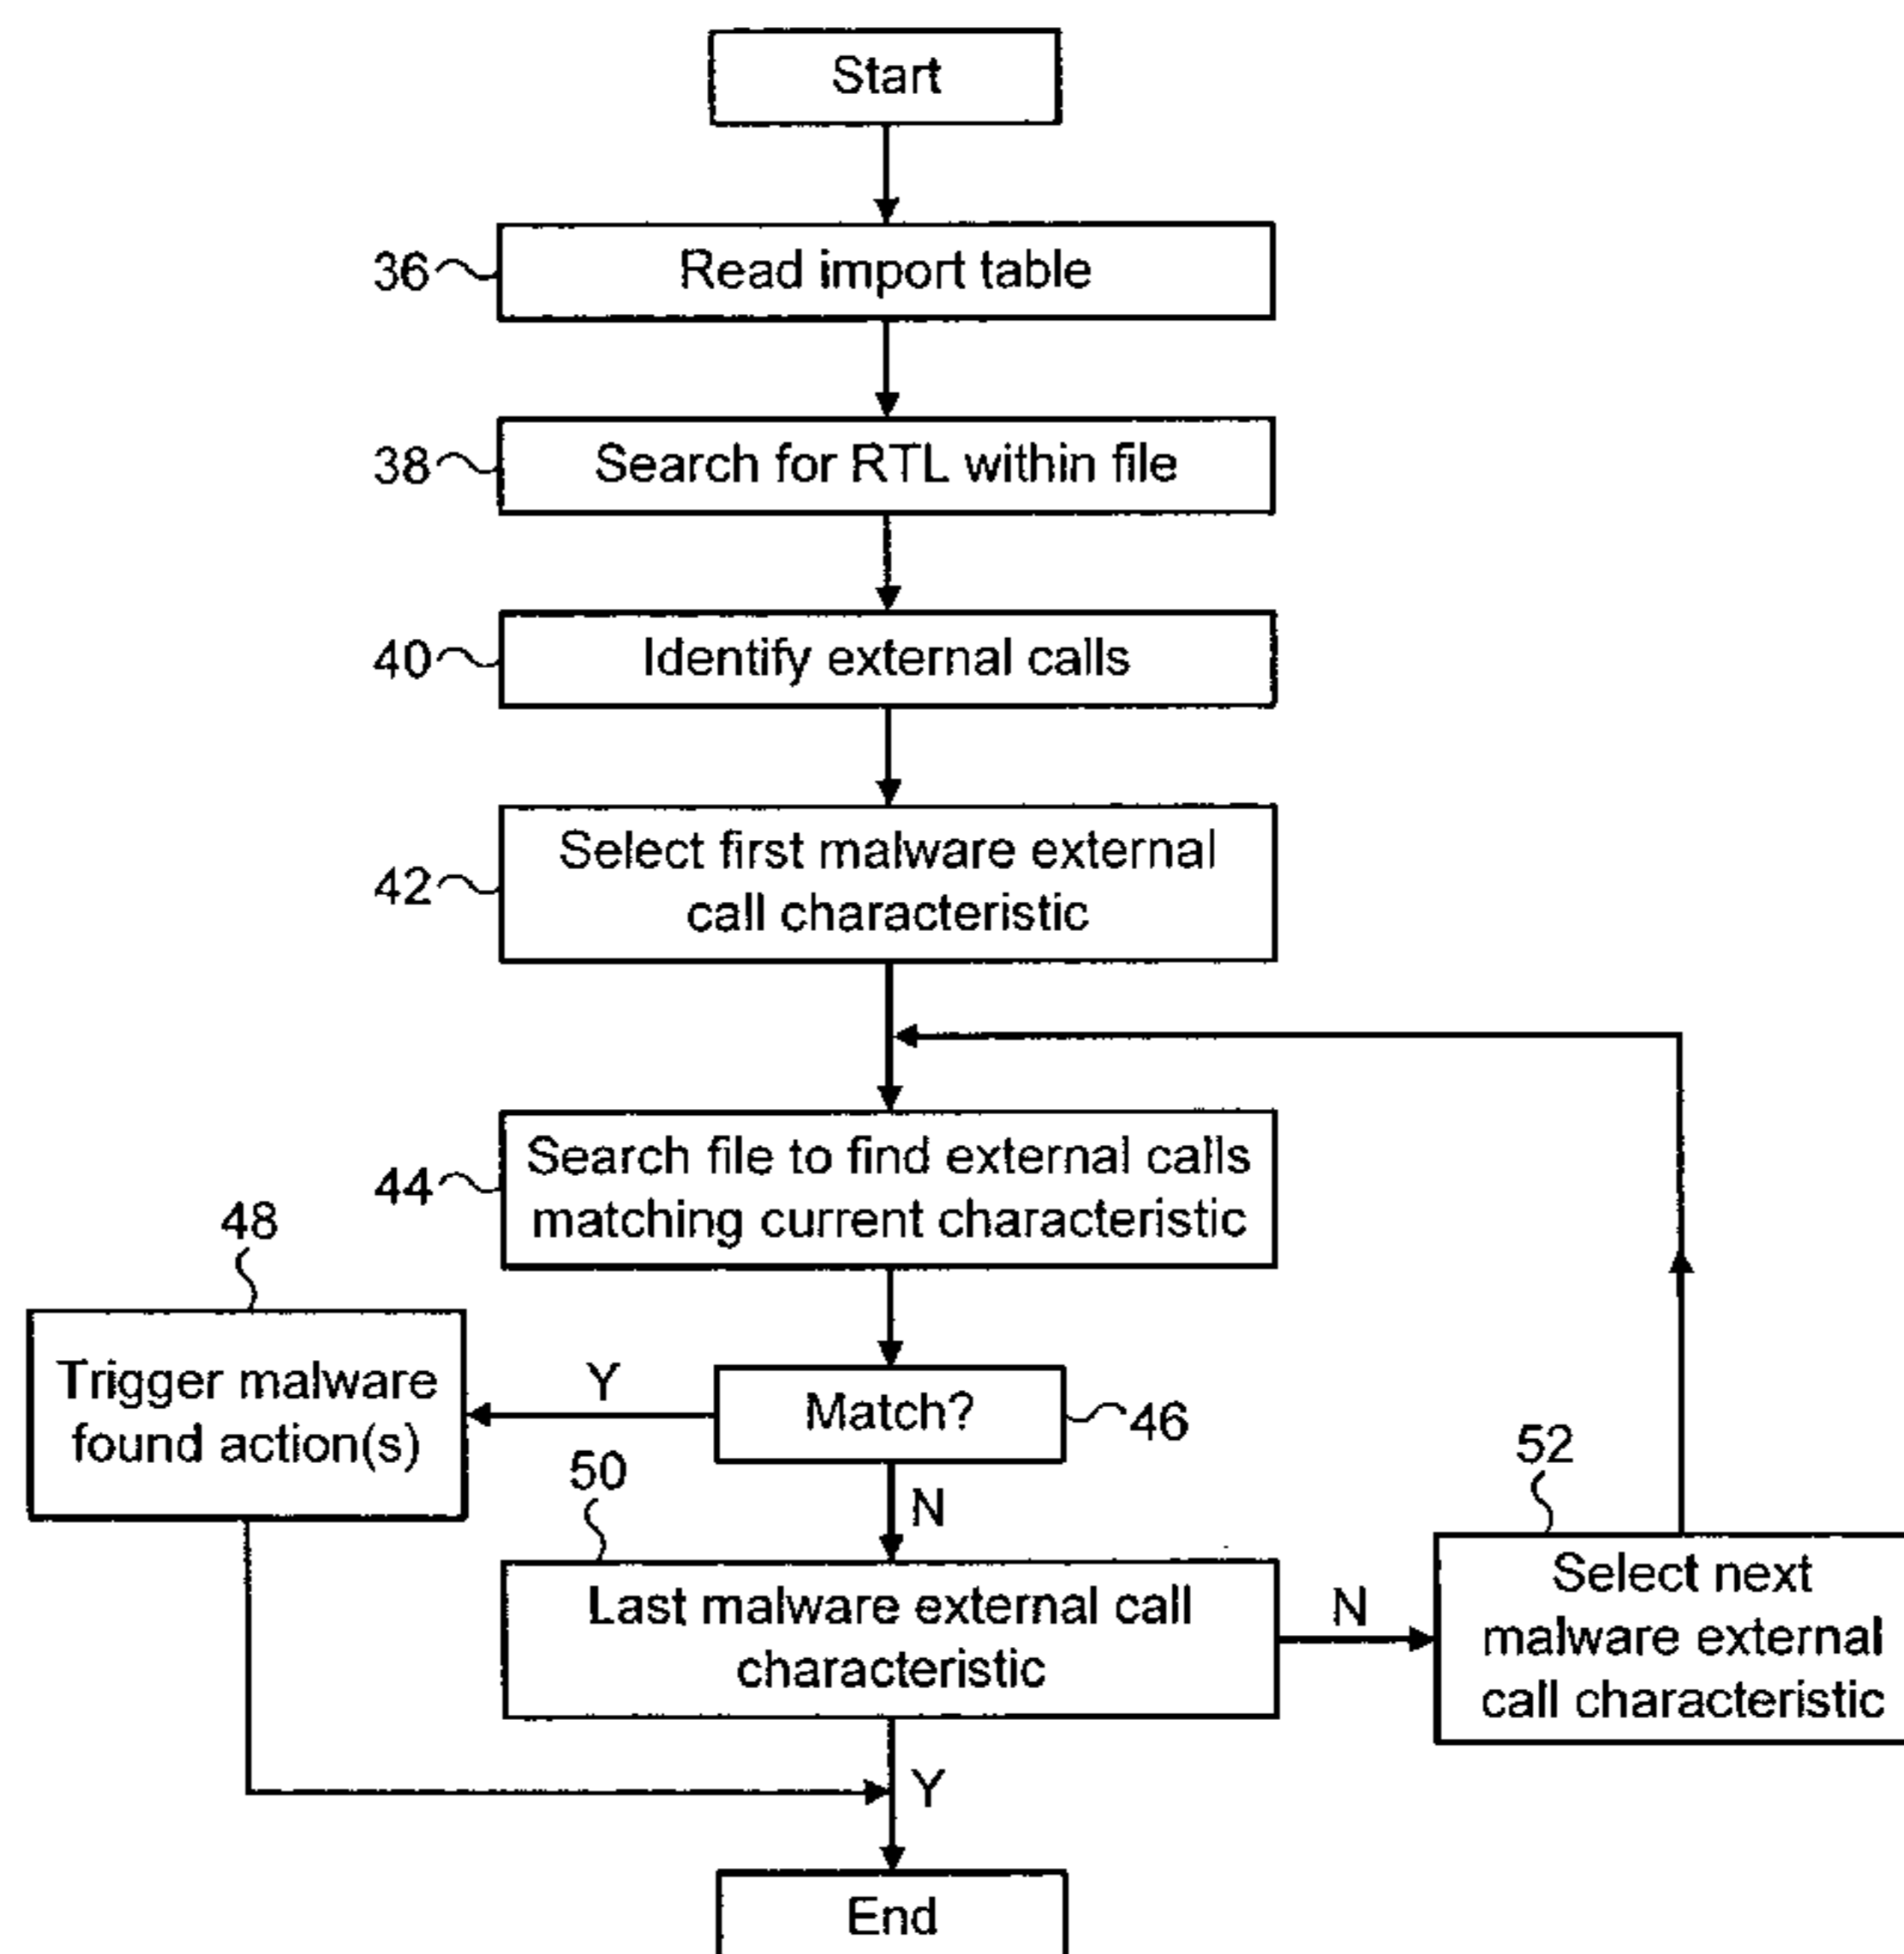 Start
36
Read import table
38
Search for RTL within file
40
Identify external calls
42
Select first malware external
call characteristic
44
Search file to find external calls
matching current characteristic
48
Trigger malware
found action(s)
Y
Match?
46
N
50
Last malware external call
characteristic
N
52
Select next
malware external
call characteristic
Y
End